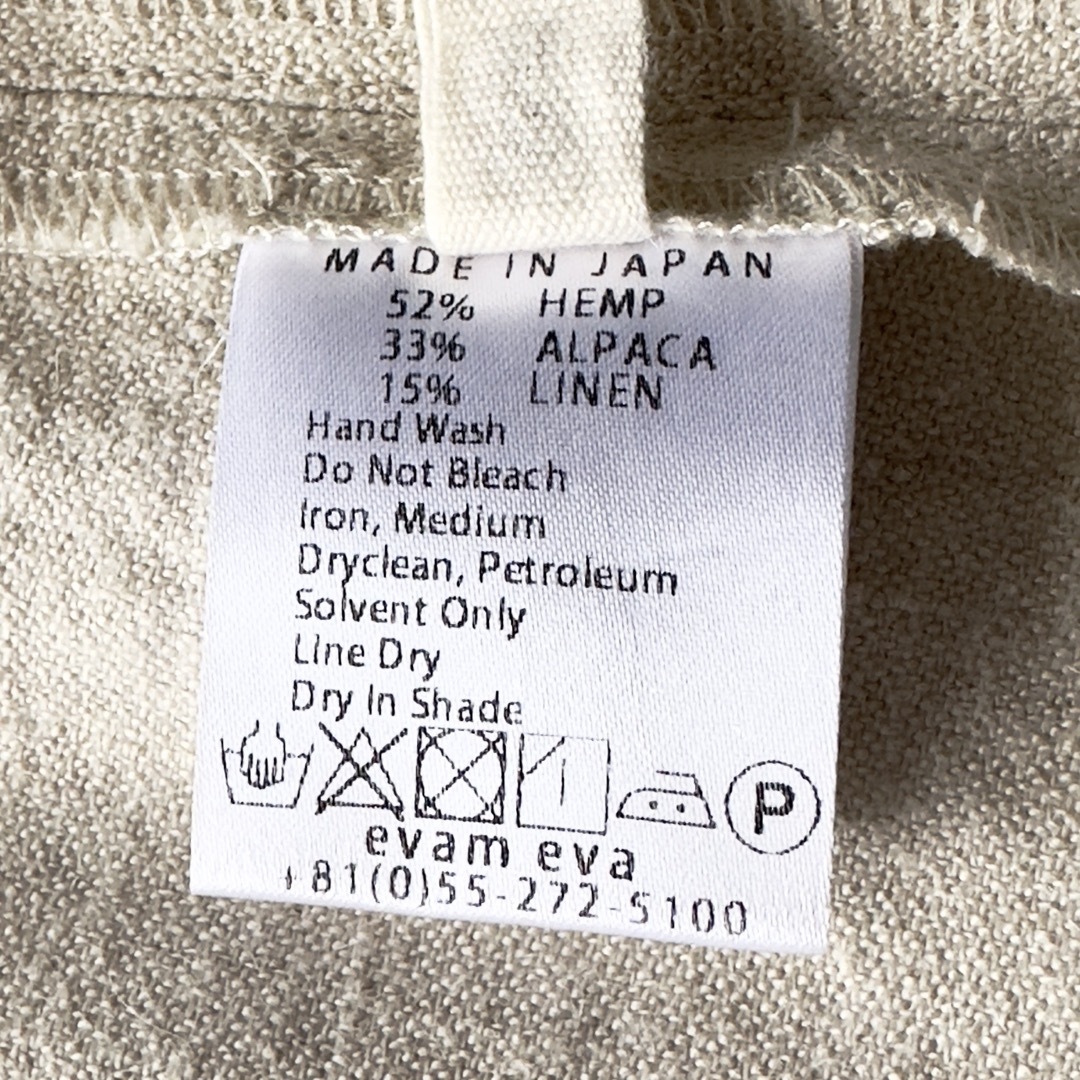 MADE IN JAPAN
52% HEMP
33% ALPACA
15% LINEN
Hand Wash
Do Not Bleach
Iron, Medium
Dryclean, Petroleum
Solvent Only
Line Dry
Dry In Shade
P
evam eva
+81(0)55-272-5100